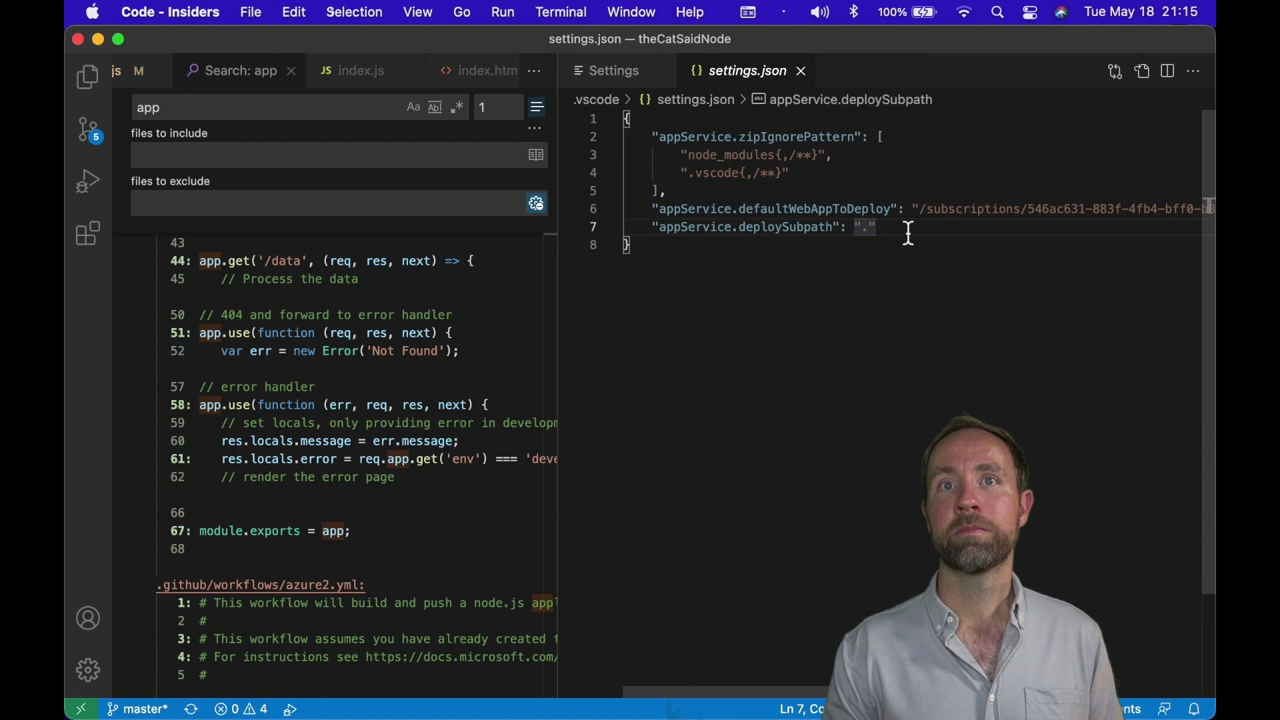 Code - Insiders File Edit Selection View Go Run Terminal Window Help 100% Tue May 18 21:15
settings.json — theCatSaidNode
js M Search: app index.js index.htm ...
app Aa Abl .* 1
files to include
files to exclude
43
44: app.get('/data', (req, res, next) => {
45 // Process the data
50 // 404 and forward to error handler
51: app.use(function (req, res, next) {
52 var err = new Error('Not Found');
57 // error handler
58: app.use(function (err, req, res, next) {
59 // set locals, only providing error in developm
60 res.locals.message = err.message;
61: res.locals.error = req.app.get('env') === 'deve
62 // render the error page
66
67: module.exports = app;
68
.github/workflows/azure2.yml:
1: # This workflow will build and push a node.js appl
2 #
3: # This workflow assumes you have already created t
4: # For instructions see https://docs.microsoft.com/
5 #
Settings {} settings.json
.vscode > {} settings.json > abc appService.deploySubpath
1 {
2 "appService.zipIgnorePattern": [
3 "node_modules{,/**}",
4 ".vscode{,/**}"
5 ],
6 "appService.defaultWebAppToDeploy": "/subscriptions/546ac631-883f-4fb4-bff0-
7 "appService.deploySubpath": "."
8 }
5
master* 0 4 Ln 7, Co